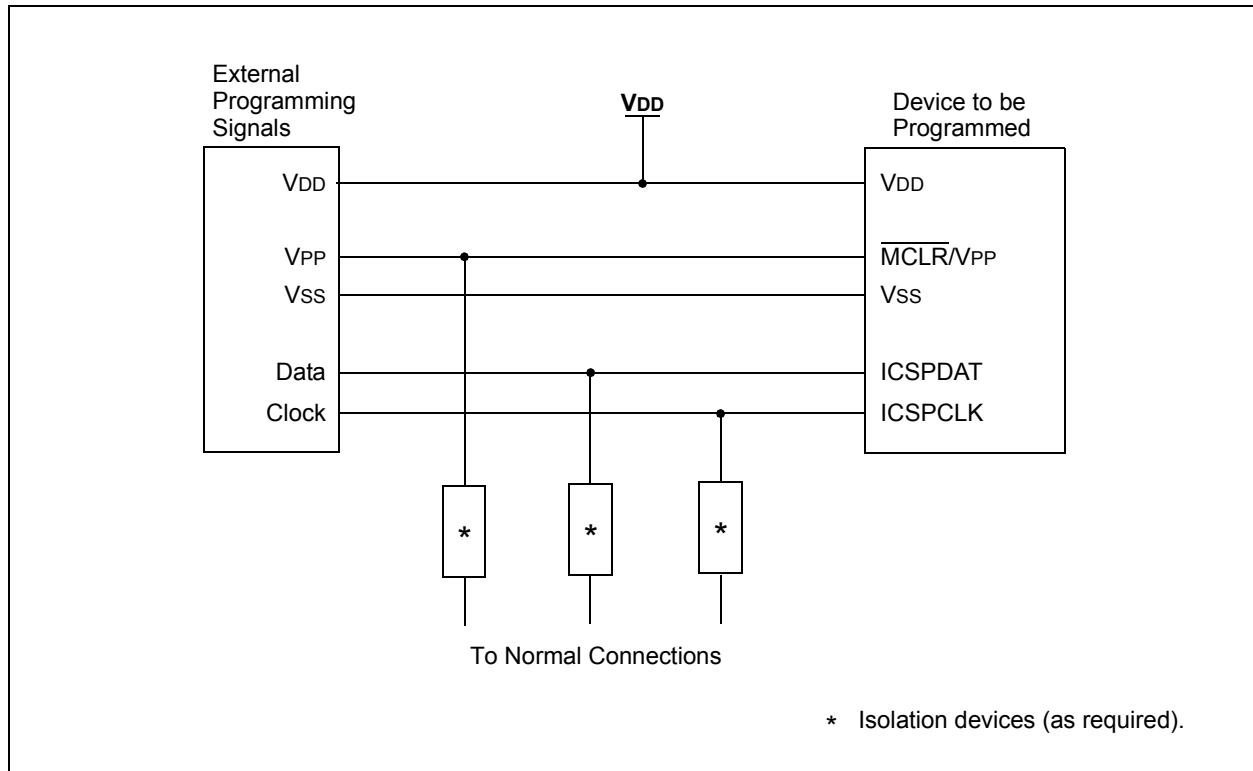 External
Programming
Signals
VDD
Device to be
Programmed
VDD
VPP
VSS
Data
Clock
VDD
MCLR/VPP
VSS
ICSPDAT
ICSPCLK
*
*
*
To Normal Connections
* Isolation devices (as required).